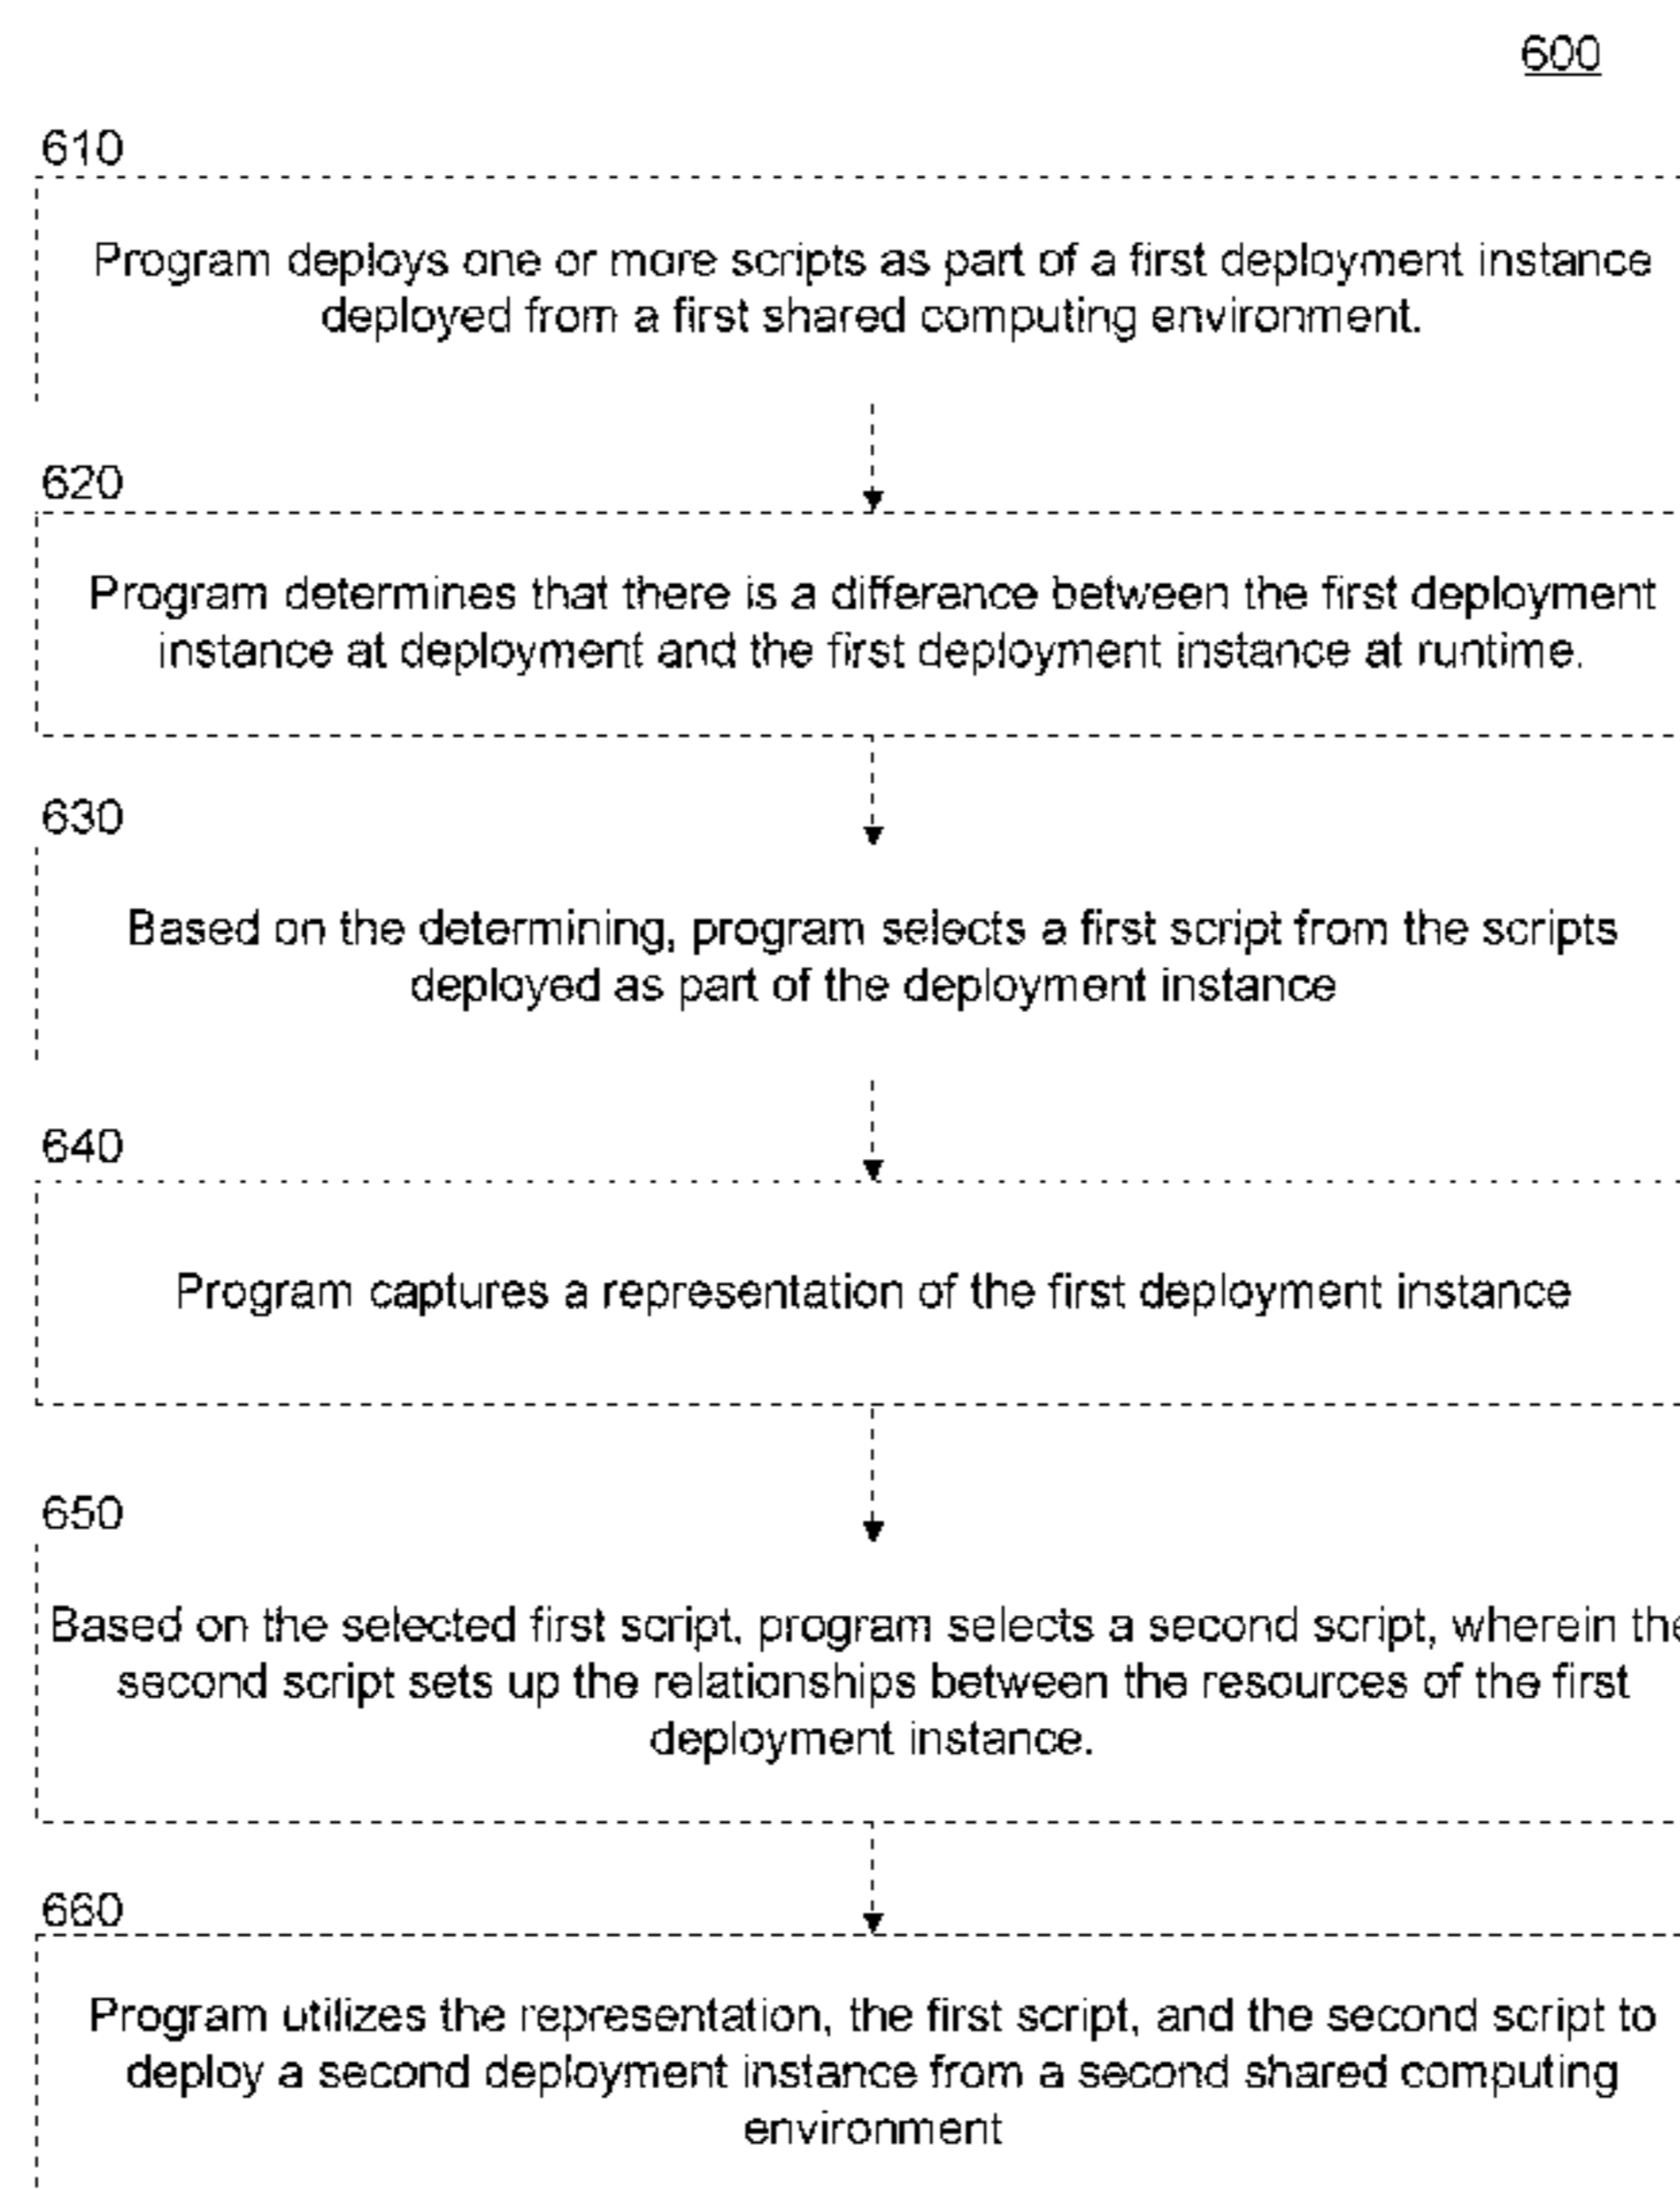 600
610
Program deploys one or more scripts as part of a first deployment instance
deployed from a first shared computing environment.
620
Program determines that there is a difference between the first deployment
instance at deployment and the first deployment instance at runtime.
630
Based on the determining, program selects a first script from the scripts
deployed as part of the deployment instance
640
Program captures a representation of the first deployment instance
650
Based on the selected first script, program selects a second script, wherein the
second script sets up the relationships between the resources of the first
deployment instance.
660
Program utilizes the representation, the first script, and the second script to
deploy a second deployment instance from a second shared computing
environment